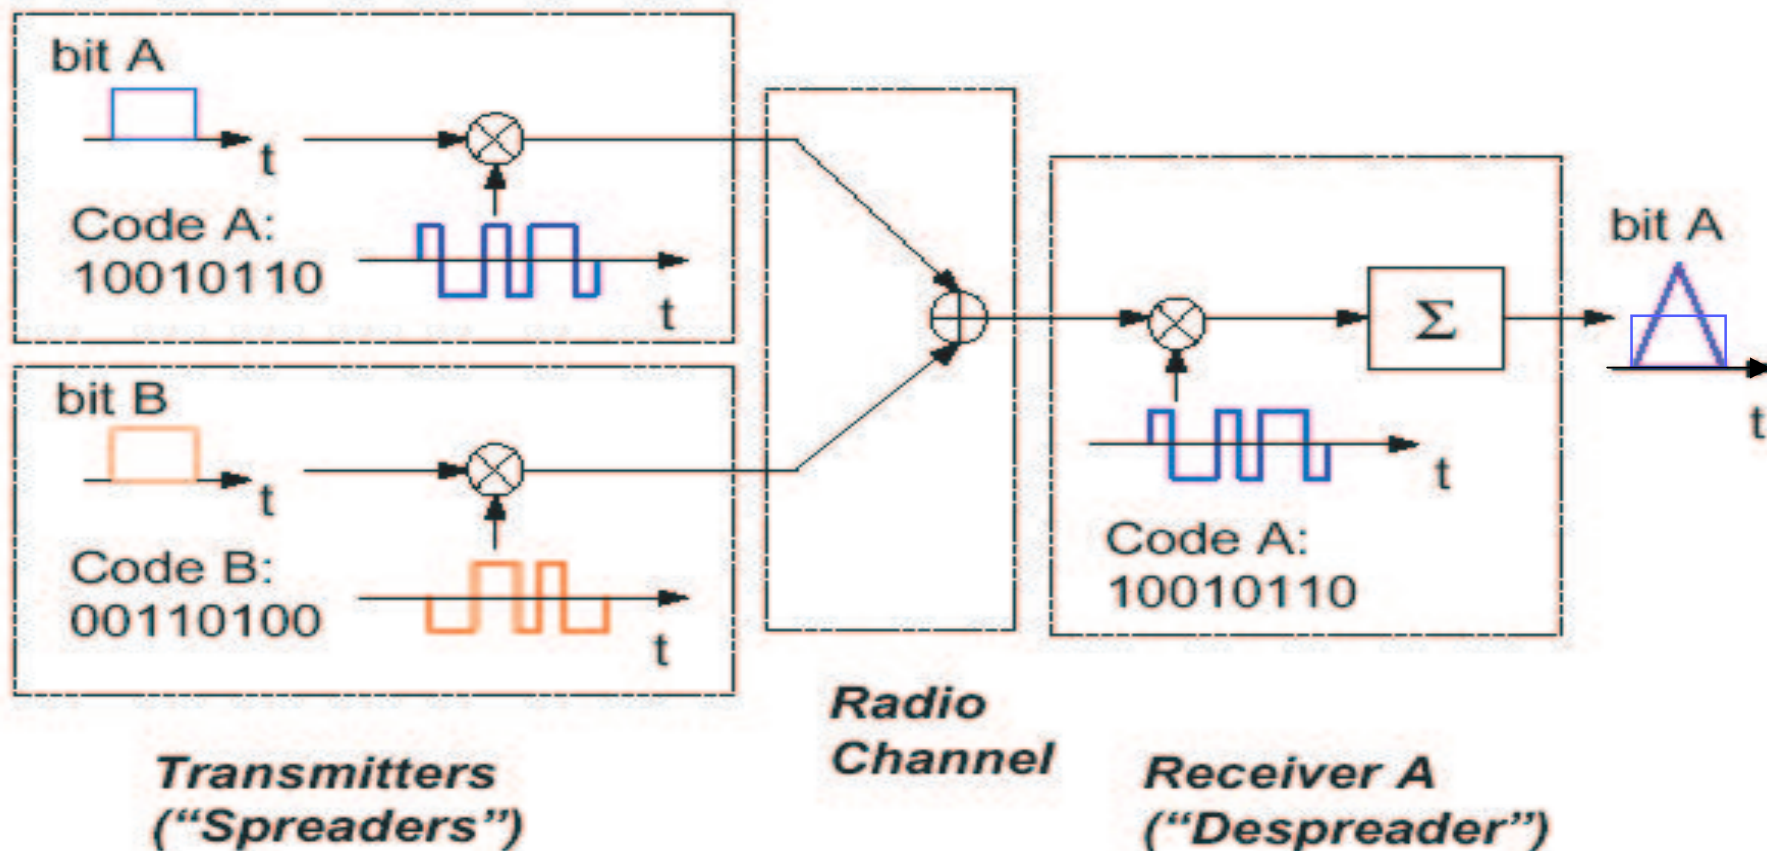 bit A
t
Code A:
10010110
t
bit B
t
Code B:
00110100
t
Σ
t
Code A:
10010110
bit A
t
Transmitters
(“Spreaders”)
Radio
Channel
Receiver A
(“Despreader”)